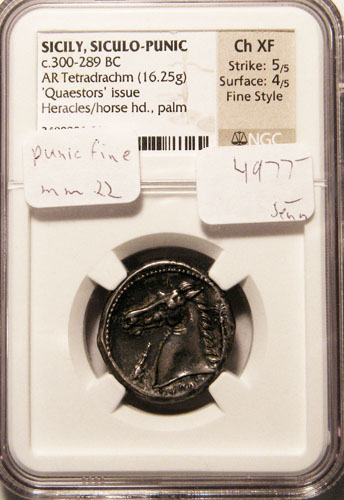 SICILY, SICULO-PUNIC
c.300-289 BC
AR Tetradrachm (16.25g)
'Quaestors' issue
Heracles/horse hd., palm
Ch XF
Strike: 5/5
Surface: 4/5
Fine Style
NGC
punic fine
mm 22
4977